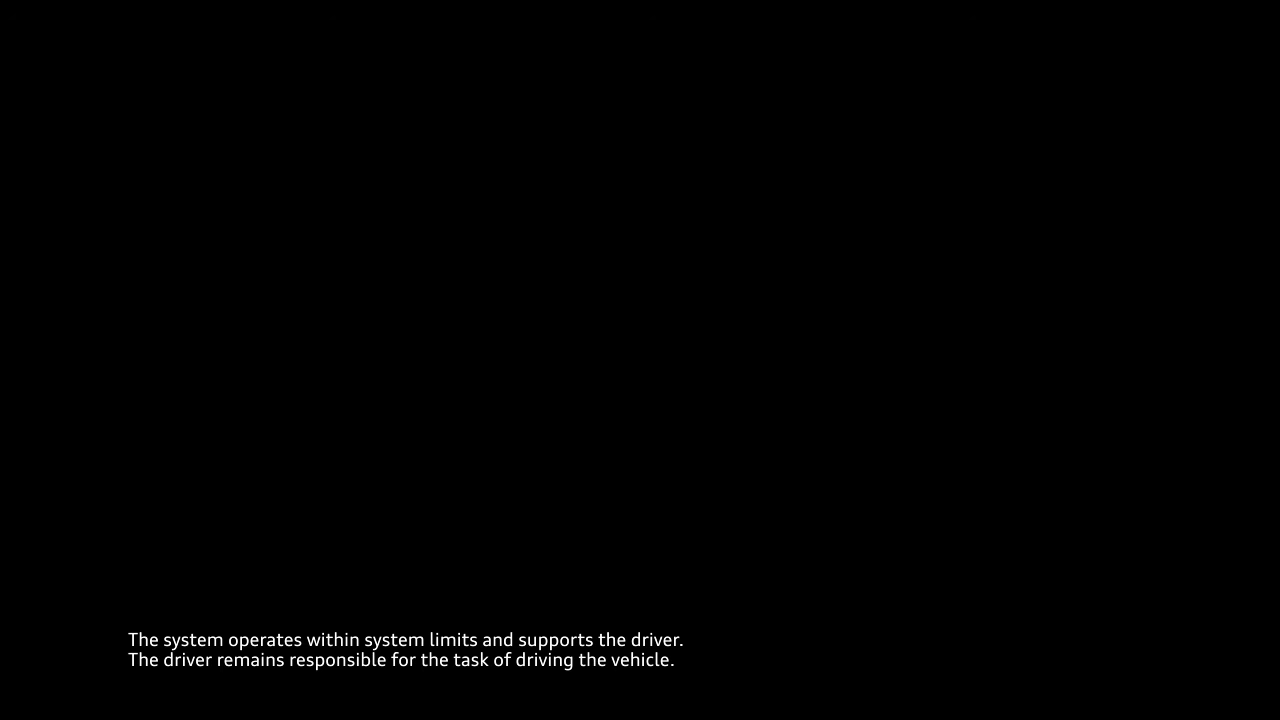 The system operates within system limits and supports the driver.
The driver remains responsible for the task of driving the vehicle.